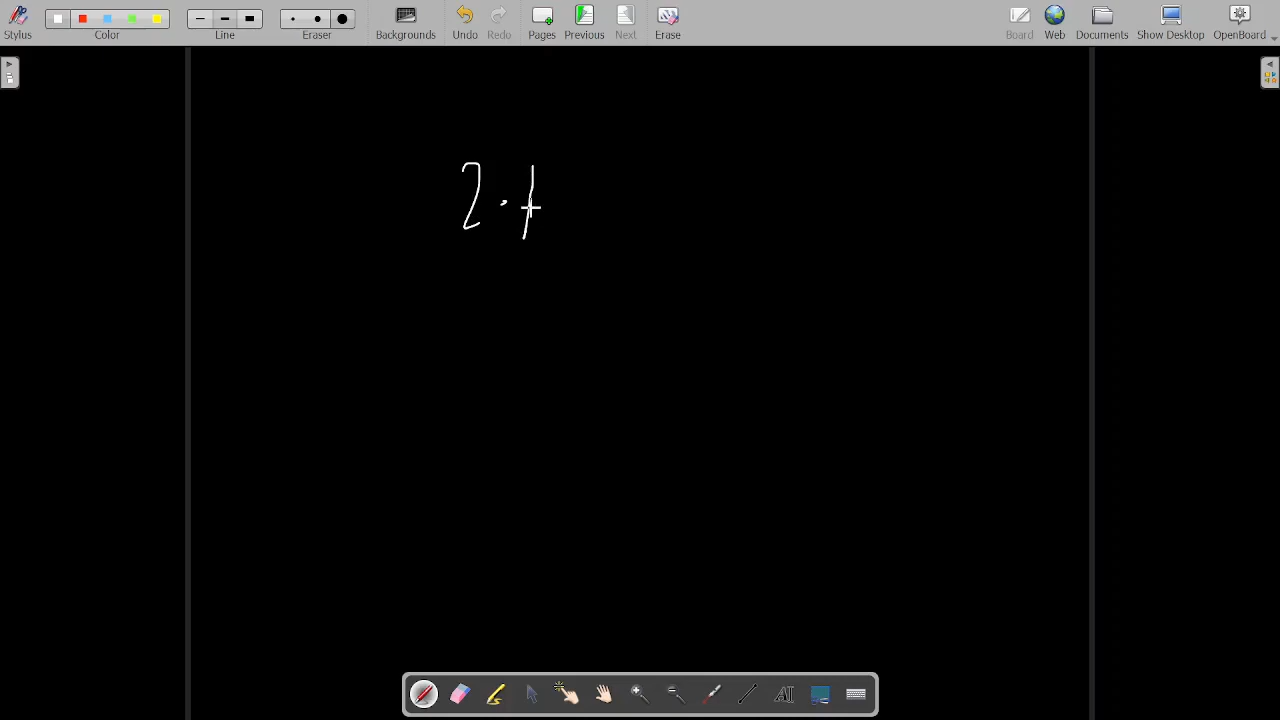 Stylus
Color
Line
Eraser
Backgrounds
Undo
Redo
Pages
Previous
Next
Erase
Board
Web
Documents
Show Desktop
OpenBoard
2 ·